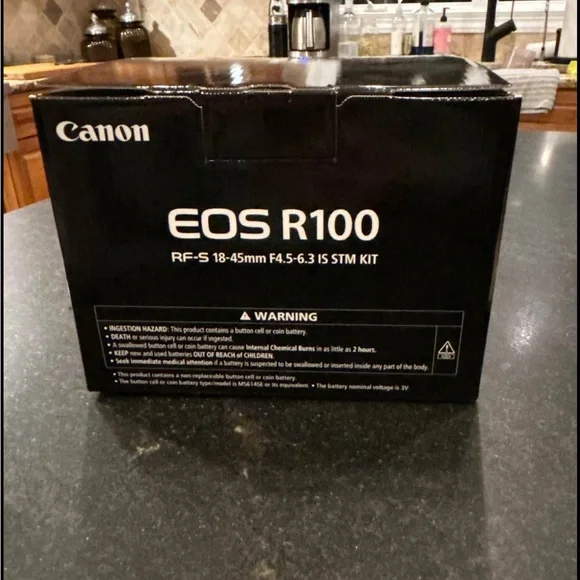 Canon
EOS R100
RF-S 18-45mm F4.5-6.3 IS STM KIT
⚠ WARNING
• INGESTION HAZARD: This product contains a button cell or coin battery.
• DEATH or serious injury can occur if ingested.
• A swallowed button cell or coin battery can cause Internal Chemical Burns in as little as 2 hours.
• KEEP new and used batteries OUT OF REACH of CHILDREN.
• Seek immediate medical attention if a battery is suspected to be swallowed or inserted inside any part of the body.
• This product contains a non-replaceable button cell or coin battery.
• The button cell or coin battery type/model is MS614SE or its equivalent. • The battery nominal voltage is 3V